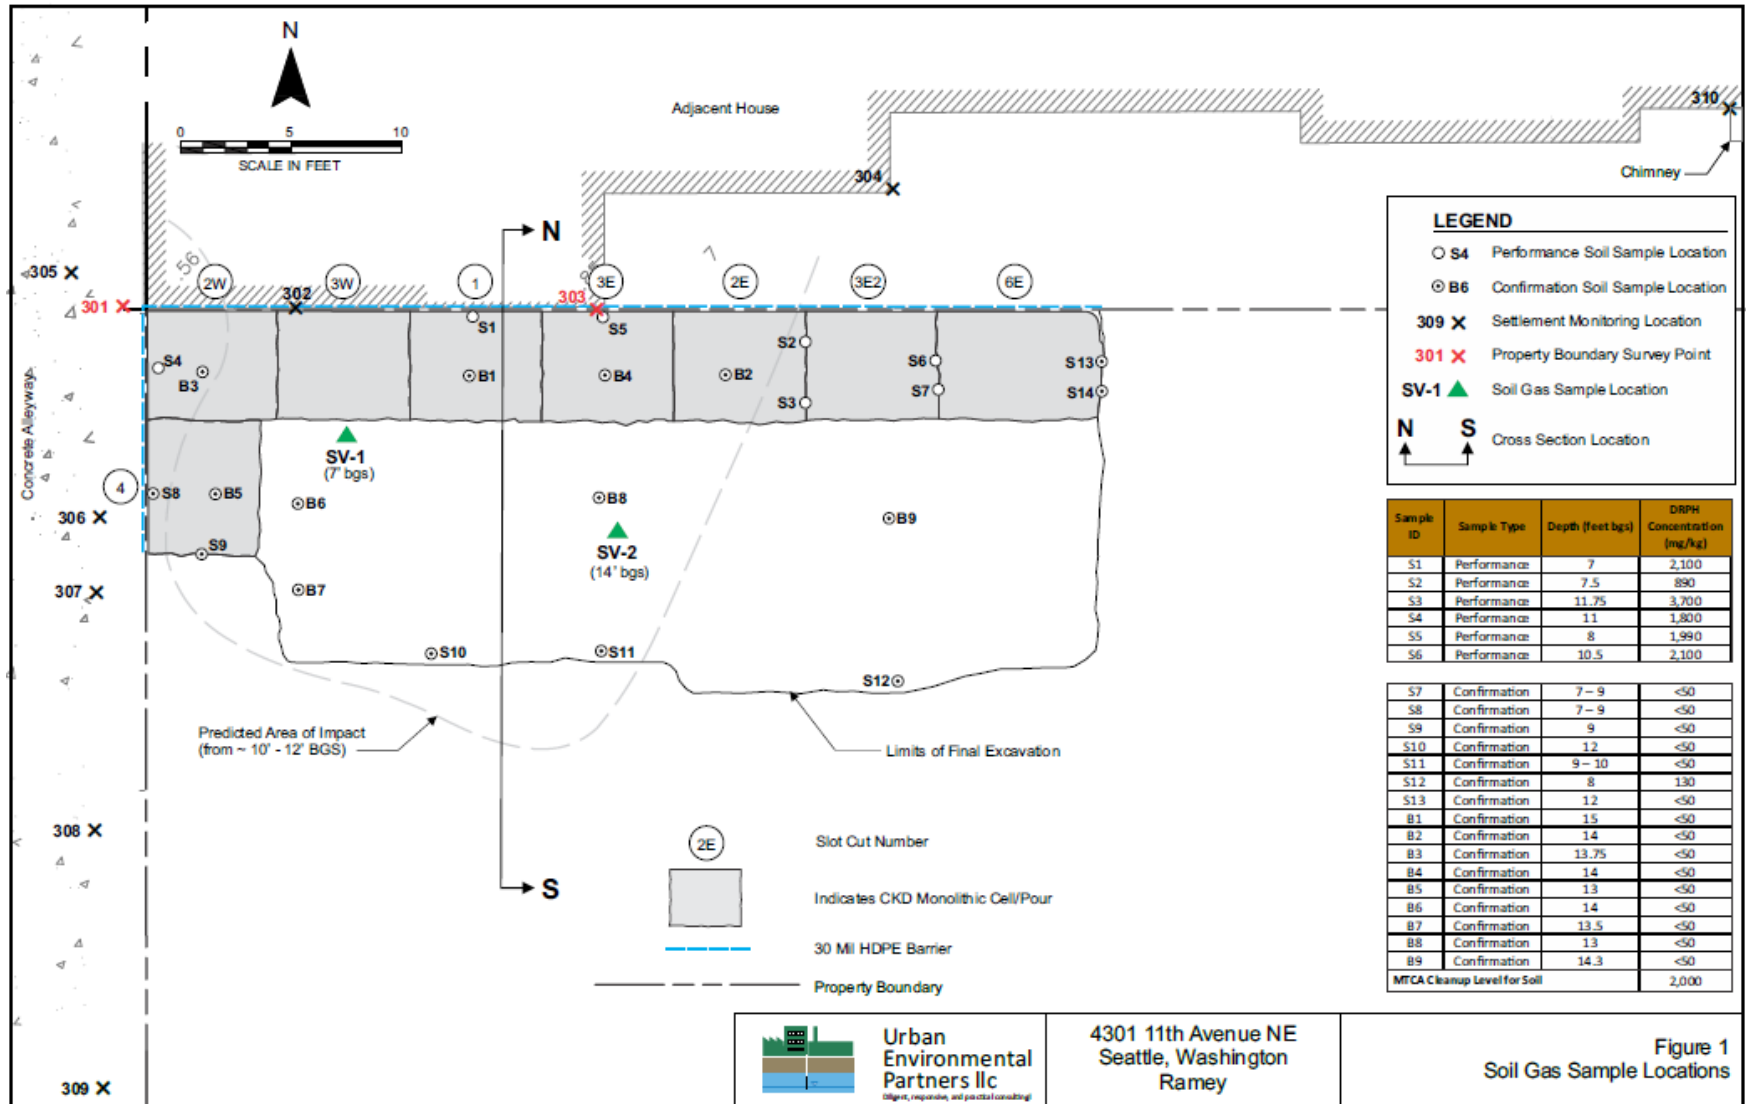 N
0 5 10
SCALE IN FEET
Adjacent House
310
Chimney
304
N
7
56
305
301
2W
302
3W
1
303
3E
2E
3E2
6E
S1
S5
S2
S6
S13
S4
B3
B1
B4
B2
S3
S7
S14
Concrete Alleyway
SV-1
(7' bgs)
4
S8
B5
B6
B8
B9
306
S9
SV-2
(14' bgs)
307
B7
S10
S11
S12
Predicted Area of Impact
(from ~ 10' - 12' BGS)
Limits of Final Excavation
308
S
309
2E
Slot Cut Number
Indicates CKD Monolithic Cell/Pour
30 Mil HDPE Barrier
Property Boundary
LEGEND
S4 Performance Soil Sample Location
B6 Confirmation Soil Sample Location
309 Settlement Monitoring Location
301 Property Boundary Survey Point
SV-1 Soil Gas Sample Location
N S Cross Section Location
Sample ID Sample Type Depth (feet bgs) DRPH Concentration (mg/kg)
S1 Performance 7 2,100
S2 Performance 7.5 890
S3 Performance 11.75 3,700
S4 Performance 11 1,800
S5 Performance 8 1,990
S6 Performance 10.5 2,100
S7 Confirmation 7 – 9 <50
S8 Confirmation 7 – 9 <50
S9 Confirmation 9 <50
S10 Confirmation 12 <50
S11 Confirmation 9 – 10 <50
S12 Confirmation 8 130
S13 Confirmation 12 <50
B1 Confirmation 15 <50
B2 Confirmation 14 <50
B3 Confirmation 13.75 <50
B4 Confirmation 14 <50
B5 Confirmation 13 <50
B6 Confirmation 14 <50
B7 Confirmation 13.5 <50
B8 Confirmation 13 <50
B9 Confirmation 14.3 <50
MTCA Cleanup Level for Soil 2,000
Urban
Environmental
Partners llc
Diligent, responsive, and practical consulting!
4301 11th Avenue NE
Seattle, Washington
Ramey
Figure 1
Soil Gas Sample Locations